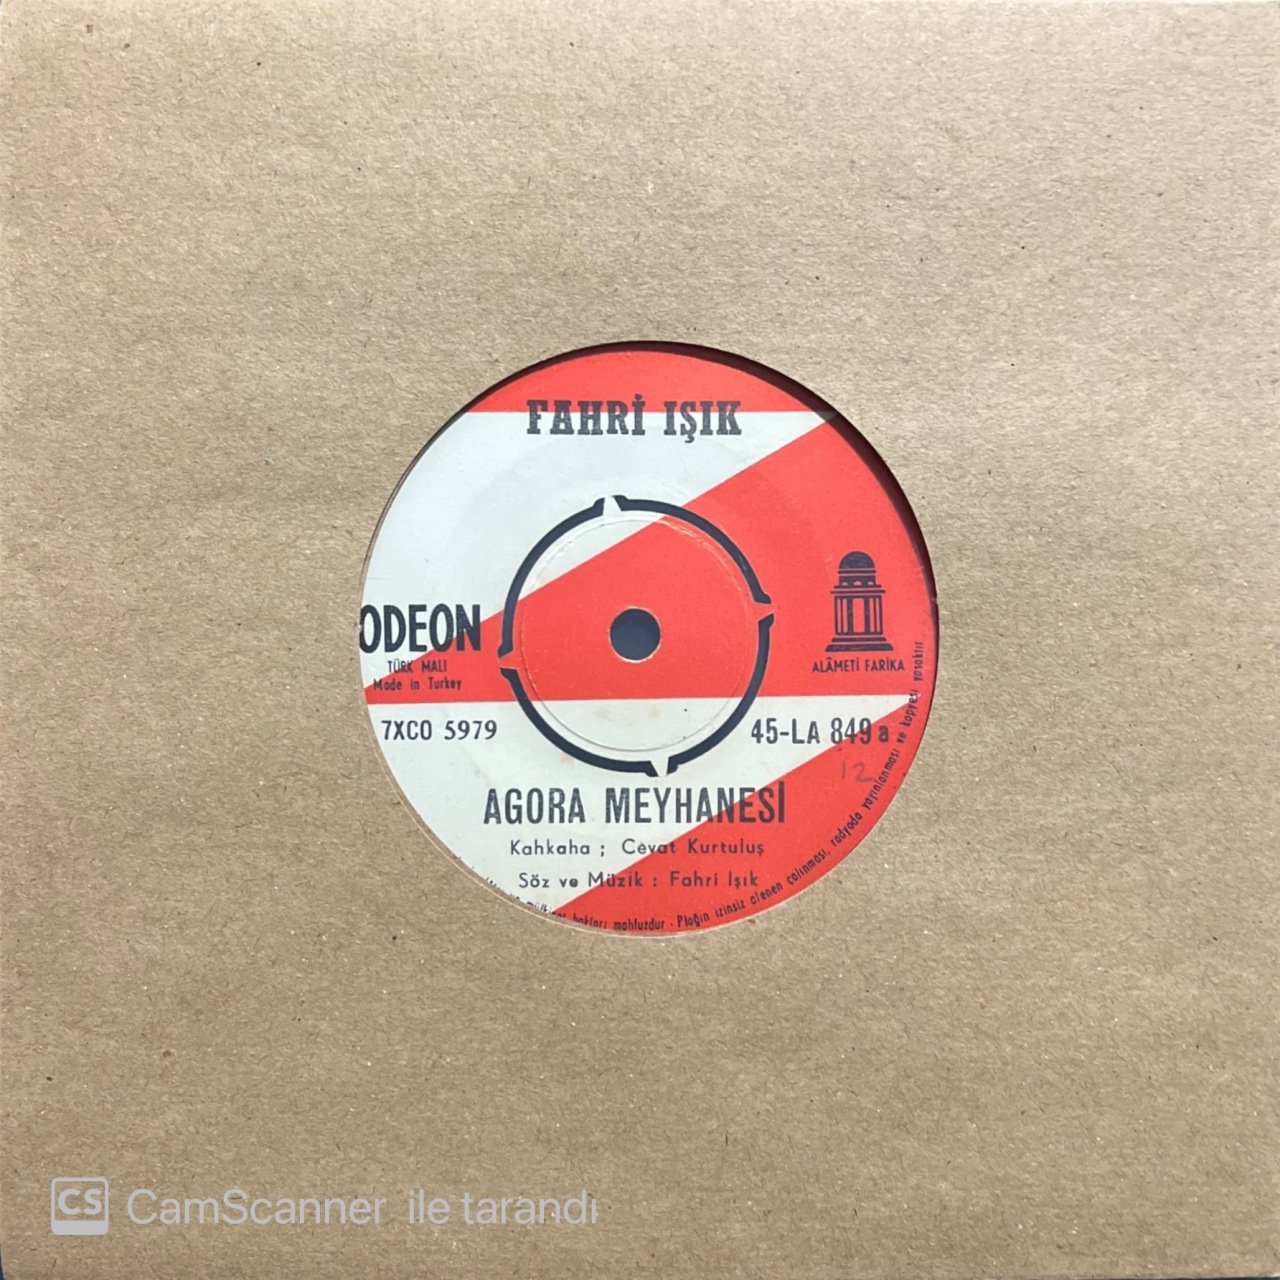 FAHRİ IŞIK
ODEON
TÜRK MALI
Made in Turkey
ALÂMETİ FARİKA
7XCO 5979
45-LA 849 a
12
AGORA MEYHANESİ
Kahkaha ; Cevat Kurtuluş
Söz ve Müzik : Fahri Işık
hakları mahfuzdur - Plağın izinsiz alenen çalınması, radyoda yayınlanması ve kopyesi yasaktır
CS CamScanner ile tarandı